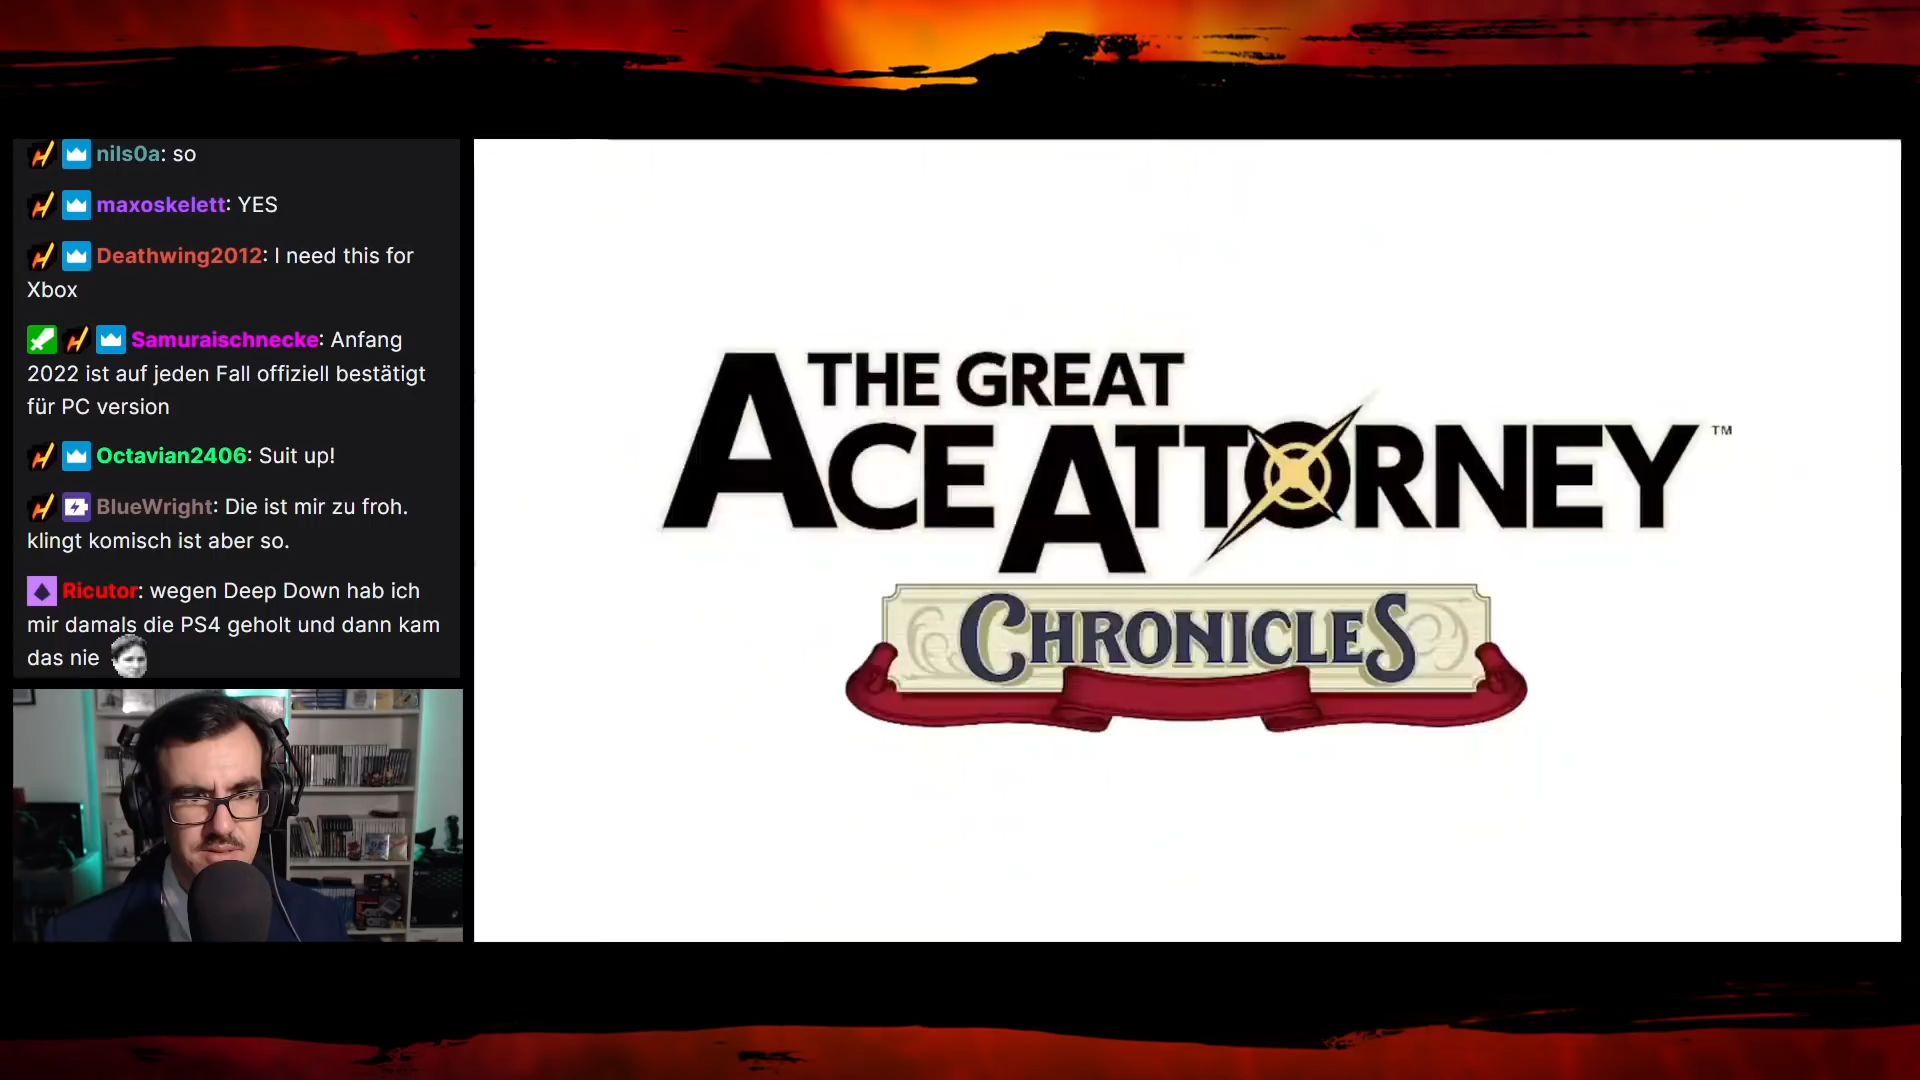 nils0a: so
maxoskelett: YES
Deathwing2012: I need this for
Xbox
Samuraischnecke: Anfang
2022 ist auf jeden Fall offiziell bestätigt
für PC version
Octavian2406: Suit up!
BlueWright: Die ist mir zu froh.
klingt komisch ist aber so.
Ricutor: wegen Deep Down hab ich
mir damals die PS4 geholt und dann kam
das nie
THE GREAT
ACE ATTORNEY™
CHRONICLES